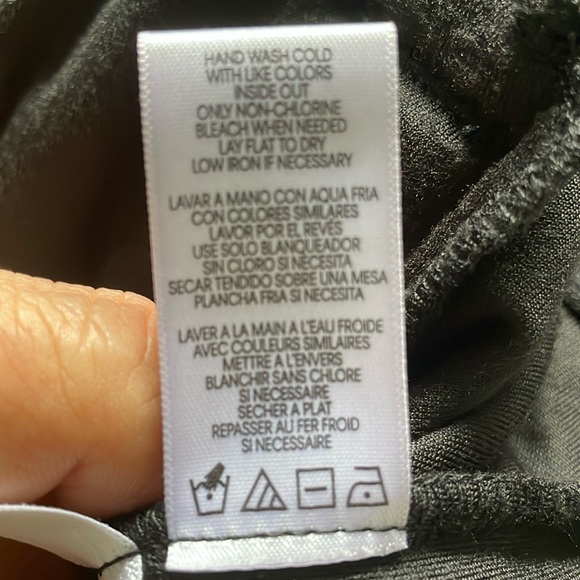 HAND WASH COLD
WITH LIKE COLORS
INSIDE OUT
ONLY NON-CHLORINE
BLEACH WHEN NEEDED
LAY FLAT TO DRY
LOW IRON IF NECESSARY
LAVAR A MANO CON AQUA FRIA
CON COLORES SIMILARES
LAVOR POR EL REVES
USE SOLO BLANQUEADOR
SIN CLORO SI NECESITA
SECAR TENDIDO SOBRE UNA MESA
PLANCHA FRIA SI NECESITA
LAVER A LA MAIN A L'EAU FROIDE
AVEC COULEURS SIMILAIRES
METTRE A L'ENVERS
BLANCHIR SANS CHLORE
SI NECESSAIRE
SECHER A PLAT
REPASSER AU FER FROID
SI NECESSAIRE